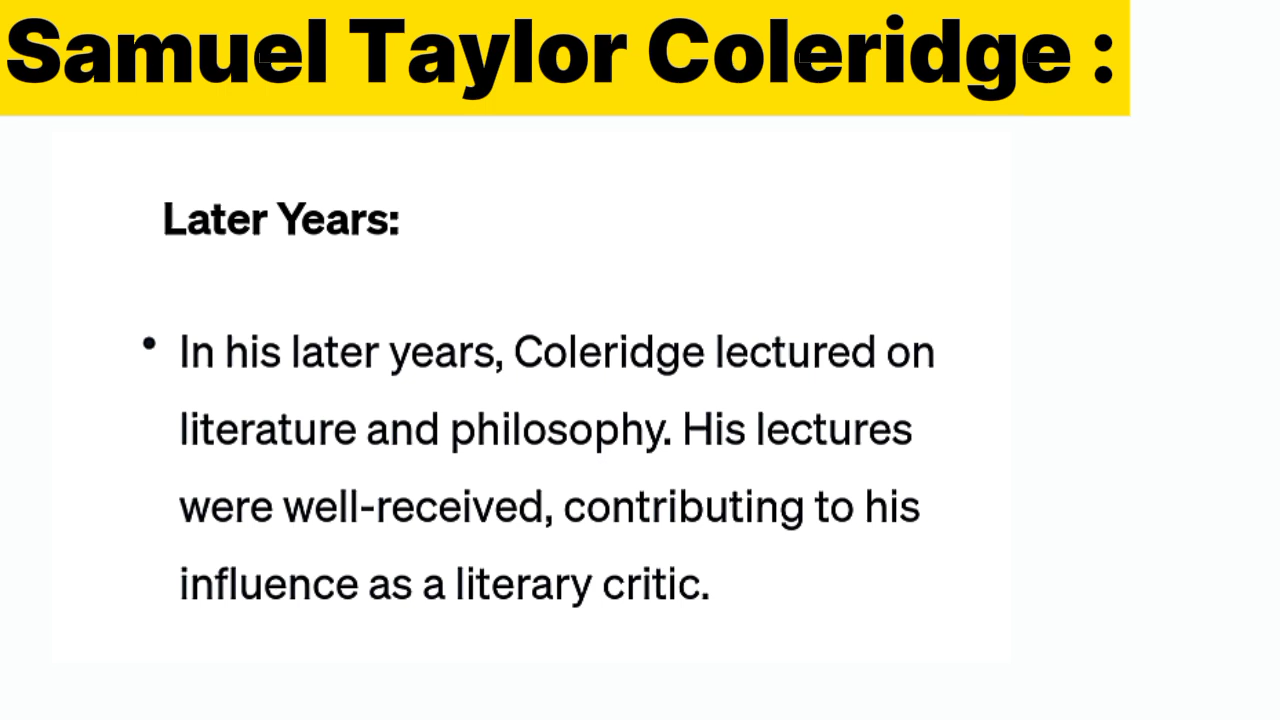 Samuel Taylor Coleridge :
Later Years:
• In his later years, Coleridge lectured on
literature and philosophy. His lectures
were well-received, contributing to his
influence as a literary critic.